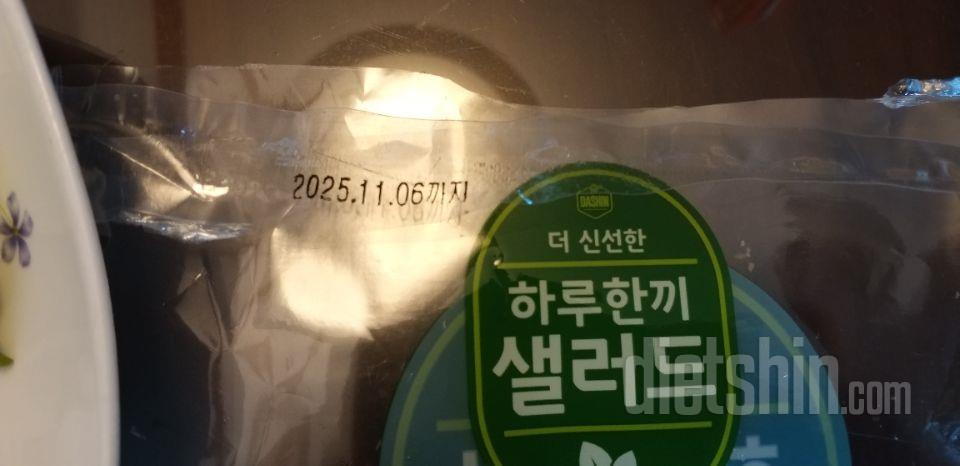 2025.11.06까지
DASHIN
더 신선한
하루한끼
샐러드
dietshin.com